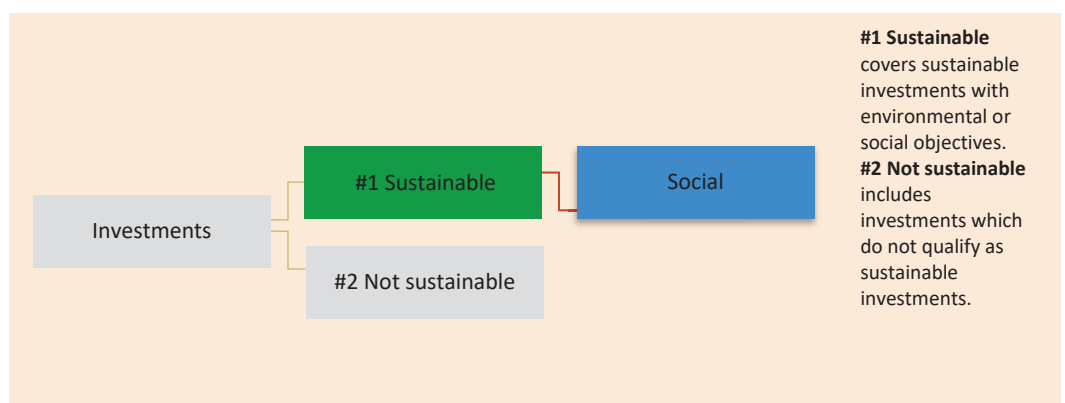 #1 Sustainable
covers sustainable
investments with
environmental or
social objectives.
#2 Not sustainable
includes
investments which
do not qualify as
sustainable
investments.
Investments
#1 Sustainable
Social
#2 Not sustainable